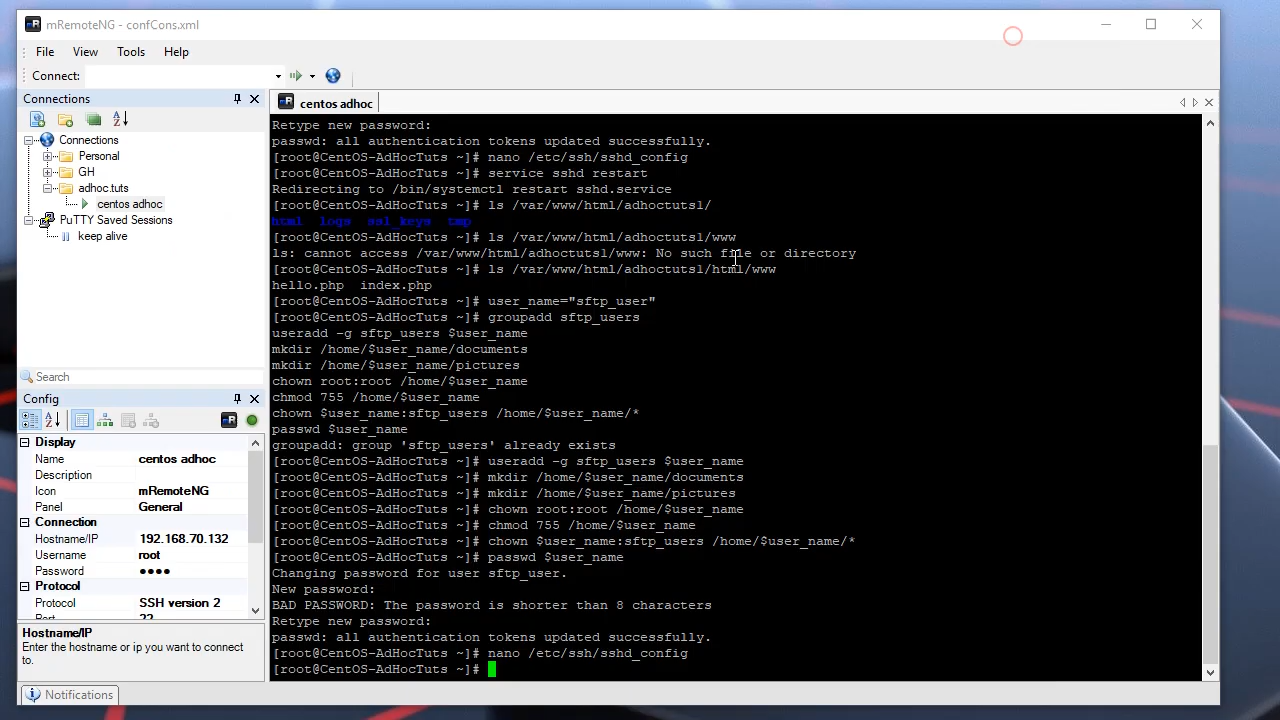 mRemoteNG - confCons.xml
File View Tools Help
Connect:
Connections
Connections
Personal
GH
adhoc.tuts
centos adhoc
PuTTY Saved Sessions
keep alive
Search
Config
Display
Name centos adhoc
Description
Icon mRemoteNG
Panel General
Connection
Hostname/IP 192.168.70.132
Username root
Password ●●●●
Protocol
Protocol SSH version 2
Port 22
Hostname/IP
Enter the hostname or ip you want to connect
to.
Notifications
centos adhoc
Retype new password:
passwd: all authentication tokens updated successfully.
[root@CentOS-AdHocTuts ~]# nano /etc/ssh/sshd_config
[root@CentOS-AdHocTuts ~]# service sshd restart
Redirecting to /bin/systemctl restart sshd.service
[root@CentOS-AdHocTuts ~]# ls /var/www/html/adhoctuts1/
html logs ssl_keys tmp
[root@CentOS-AdHocTuts ~]# ls /var/www/html/adhoctuts1/www
ls: cannot access /var/www/html/adhoctuts1/www: No such file or directory
[root@CentOS-AdHocTuts ~]# ls /var/www/html/adhoctuts1/html/www
hello.php index.php
[root@CentOS-AdHocTuts ~]# user_name="sftp_user"
[root@CentOS-AdHocTuts ~]# groupadd sftp_users
useradd -g sftp_users $user_name
mkdir /home/$user_name/documents
mkdir /home/$user_name/pictures
chown root:root /home/$user_name
chmod 755 /home/$user_name
chown $user_name:sftp_users /home/$user_name/*
passwd $user_name
groupadd: group 'sftp_users' already exists
[root@CentOS-AdHocTuts ~]# useradd -g sftp_users $user_name
[root@CentOS-AdHocTuts ~]# mkdir /home/$user_name/documents
[root@CentOS-AdHocTuts ~]# mkdir /home/$user_name/pictures
[root@CentOS-AdHocTuts ~]# chown root:root /home/$user_name
[root@CentOS-AdHocTuts ~]# chmod 755 /home/$user_name
[root@CentOS-AdHocTuts ~]# chown $user_name:sftp_users /home/$user_name/*
[root@CentOS-AdHocTuts ~]# passwd $user_name
Changing password for user sftp_user.
New password:
BAD PASSWORD: The password is shorter than 8 characters
Retype new password:
passwd: all authentication tokens updated successfully.
[root@CentOS-AdHocTuts ~]# nano /etc/ssh/sshd_config
[root@CentOS-AdHocTuts ~]#